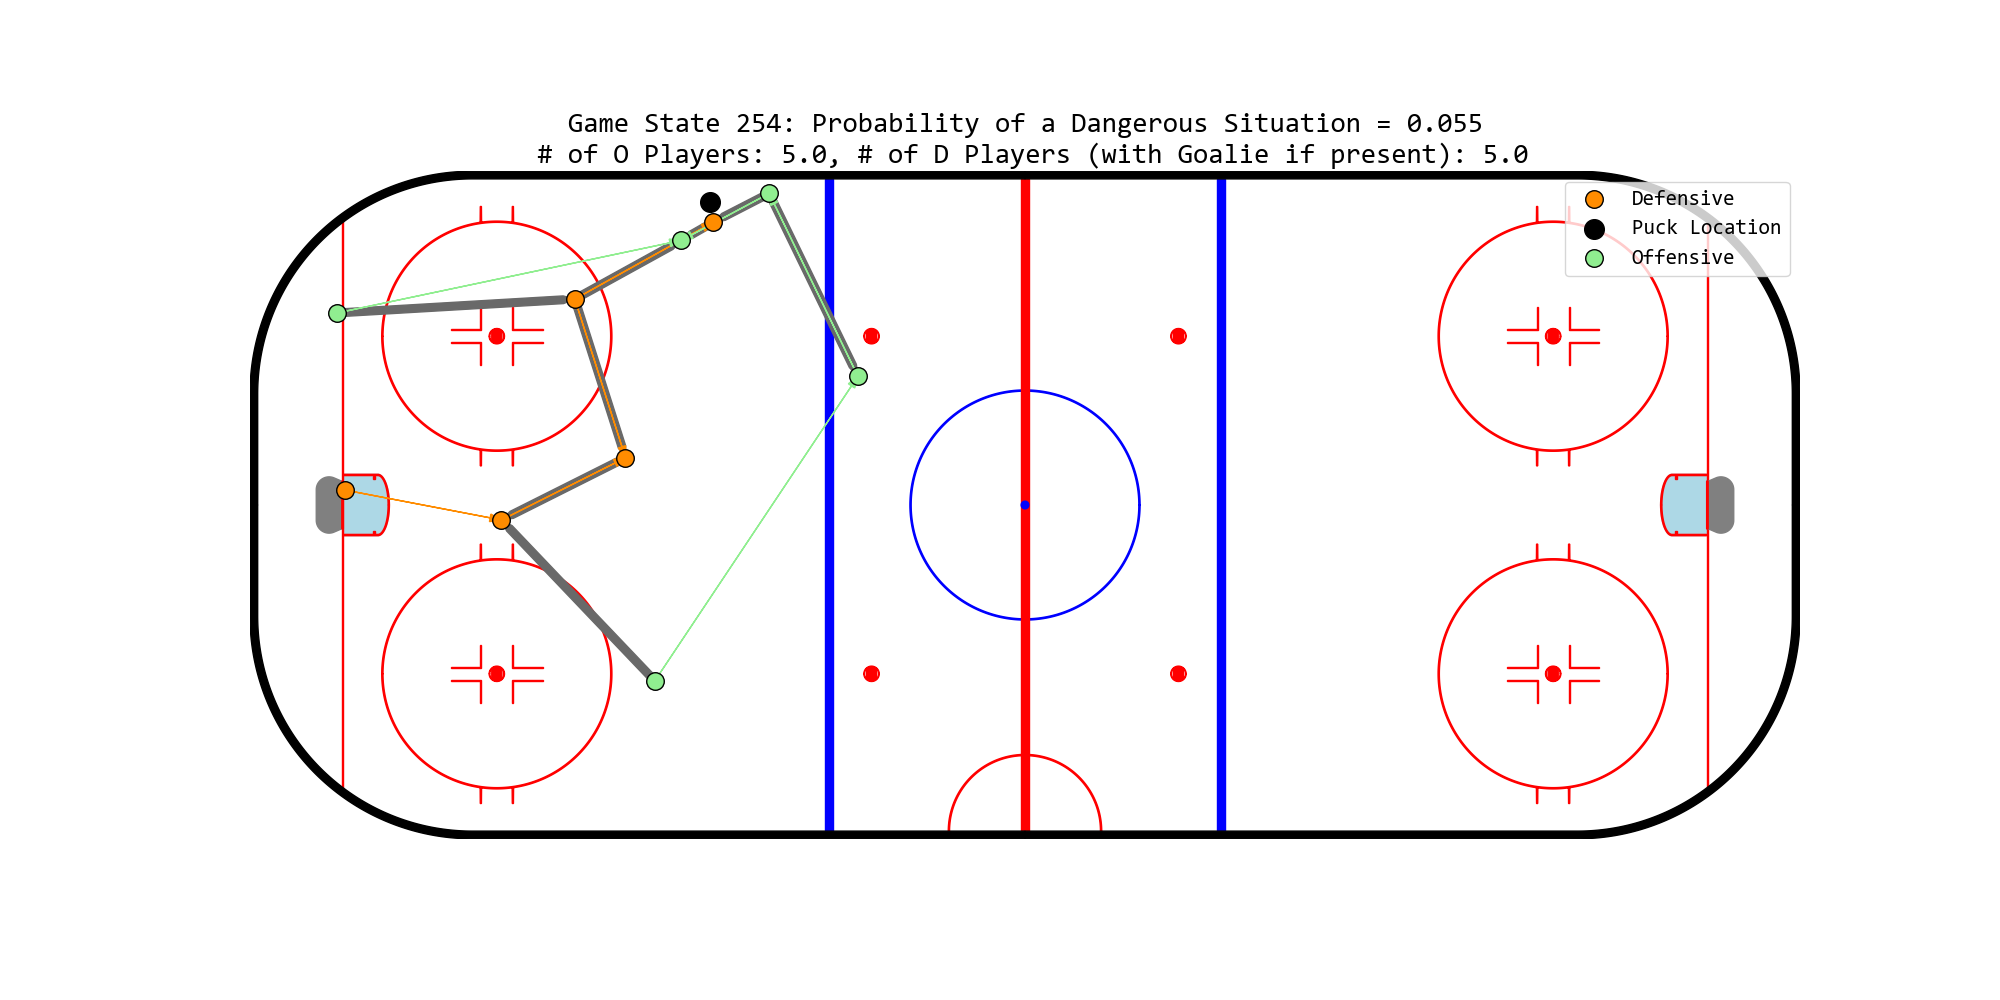 Game State 254: Probability of a Dangerous Situation = 0.055
# of O Players: 5.0, # of D Players (with Goalie if present): 5.0
Defensive
Puck Location
Offensive